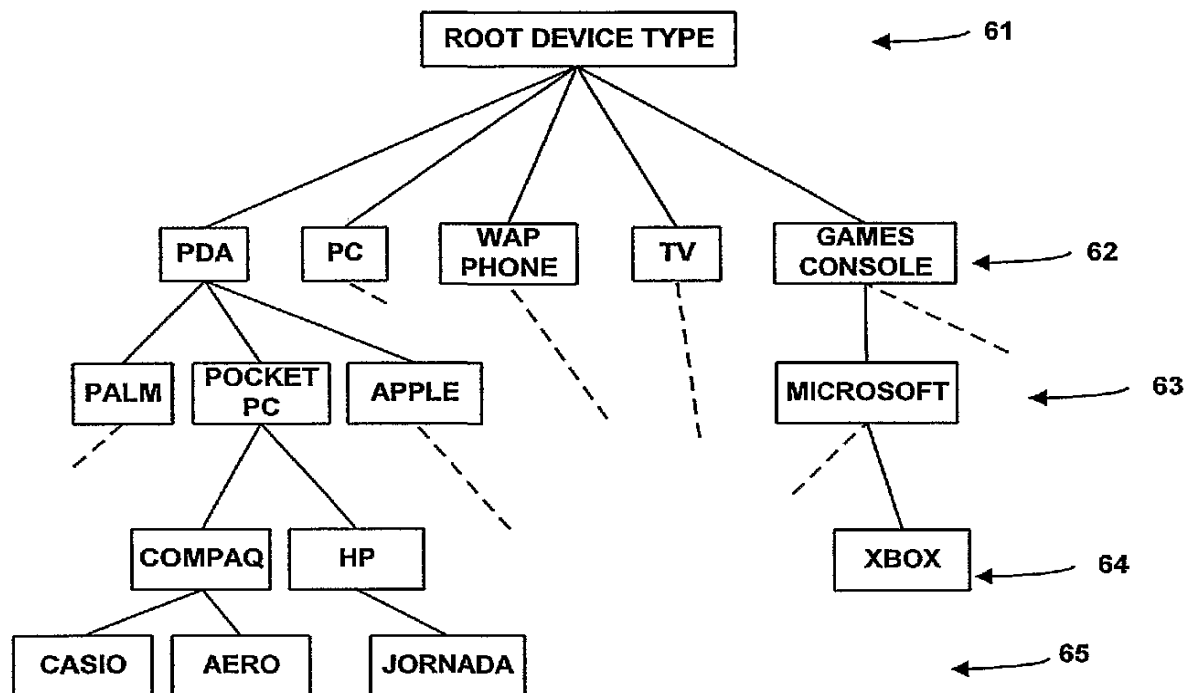 ROOT DEVICE TYPE
61
PDA
PC
WAP
PHONE
TV
GAMES
CONSOLE
62
PALM
POCKET
PC
APPLE
MICROSOFT
63
COMPAQ
HP
XBOX
64
CASIO
AERO
JORNADA
65